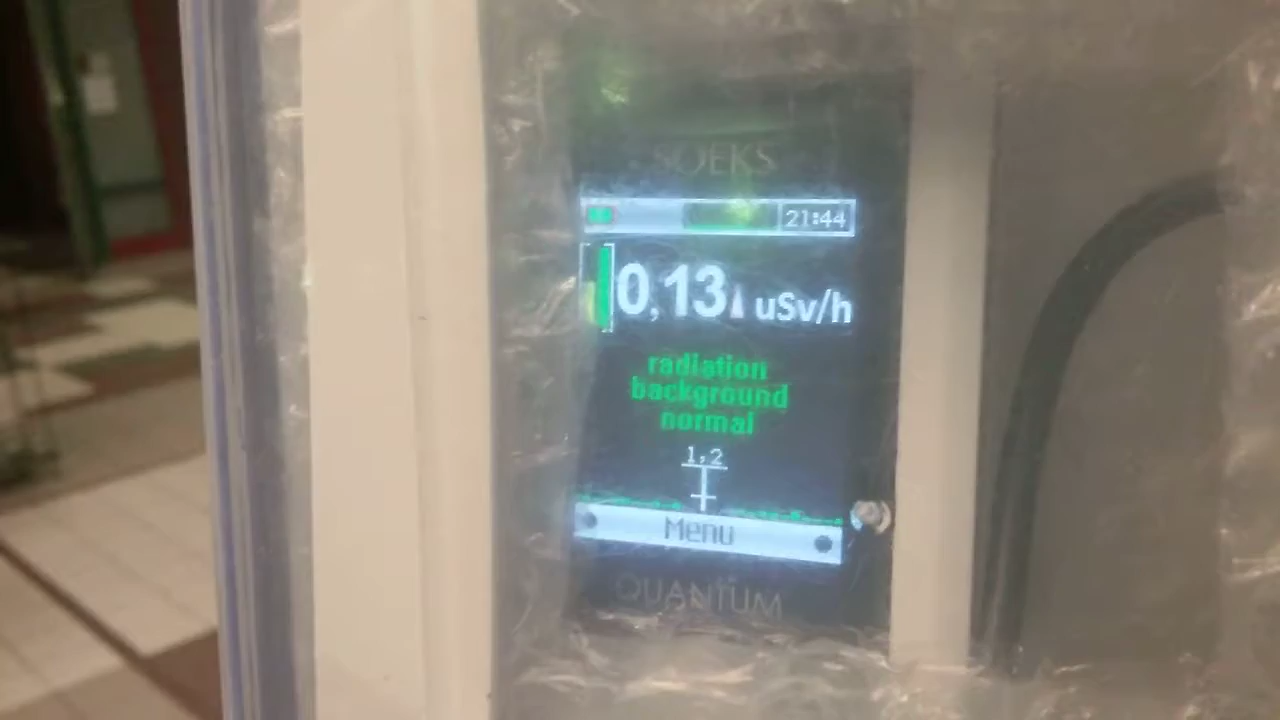 SOEKS
21:44
0,13 uSv/h
radiation
background
normal
1,2
Menu
QUANTUM